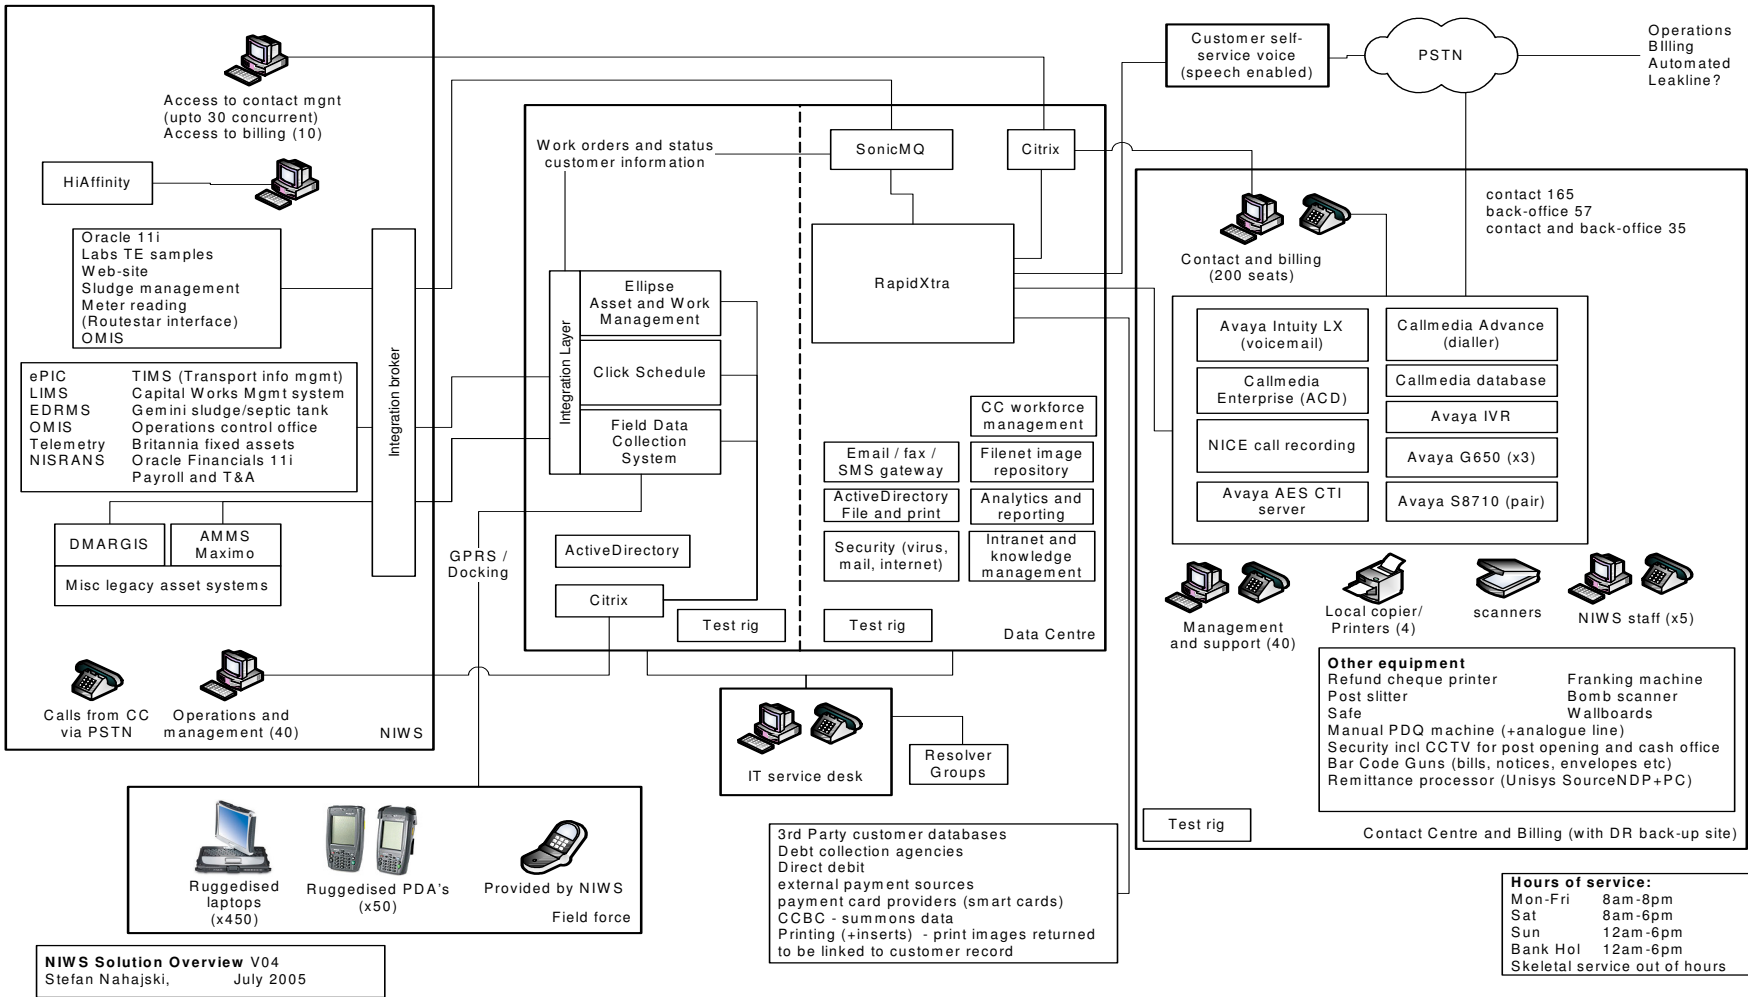 Access to contact mgnt
(upto 30 concurrent)
Access to billing (10)
HiAffinity
Oracle 11i
Labs TE samples
Web-site
Sludge management
Meter reading
(Routestar interface)
OMIS
ePIC TIMS (Transport info mgmt)
LIMS Capital Works Mgmt system
EDRMS Gemini sludge/septic tank
OMIS Operations control office
Telemetry Britannia fixed assets
NISRANS Oracle Financials 11i
Payroll and T&A
DMARGIS
AMMS
Maximo
Misc legacy asset systems
Integration broker
Calls from CC
via PSTN
Operations and
management (40)
NIWS
Work orders and status
customer information
Integration Layer
Ellipse
Asset and Work
Management
Click Schedule
Field Data
Collection
System
GPRS /
Docking
ActiveDirectory
Citrix
Test rig
SonicMQ
Citrix
RapidXtra
CC workforce
management
Email / fax /
SMS gateway
Filenet image
repository
ActiveDirectory
File and print
Analytics and
reporting
Security (virus,
mail, internet)
Intranet and
knowledge
management
Test rig
Data Centre
IT service desk
Resolver
Groups
Customer self-
service voice
(speech enabled)
PSTN
Operations
BIlling
Automated
Leakline?
contact 165
back-office 57
contact and back-office 35
Contact and billing
(200 seats)
Avaya Intuity LX
(voicemail)
Callmedia Advance
(dialler)
Callmedia
Enterprise (ACD)
Callmedia database
Avaya IVR
NICE call recording
Avaya G650 (x3)
Avaya AES CTI
server
Avaya S8710 (pair)
Management
and support (40)
Local copier/
Printers (4)
scanners
NIWS staff (x5)
Other equipment
Refund cheque printer Franking machine
Post slitter Bomb scanner
Safe Wallboards
Manual PDQ machine (+analogue line)
Security incl CCTV for post opening and cash office
Bar Code Guns (bills, notices, envelopes etc)
Remittance processor (Unisys SourceNDP+PC)
Test rig
Contact Centre and Billing (with DR back-up site)
Ruggedised
laptops
(x450)
Ruggedised PDA's
(x50)
Provided by NIWS
Field force
3rd Party customer databases
Debt collection agencies
Direct debit
external payment sources
payment card providers (smart cards)
CCBC - summons data
Printing (+inserts) - print images returned
to be linked to customer record
Hours of service:
Mon-Fri 8am-8pm
Sat 8am-6pm
Sun 12am-6pm
Bank Hol 12am-6pm
Skeletal service out of hours
NIWS Solution Overview V04
Stefan Nahajski, July 2005